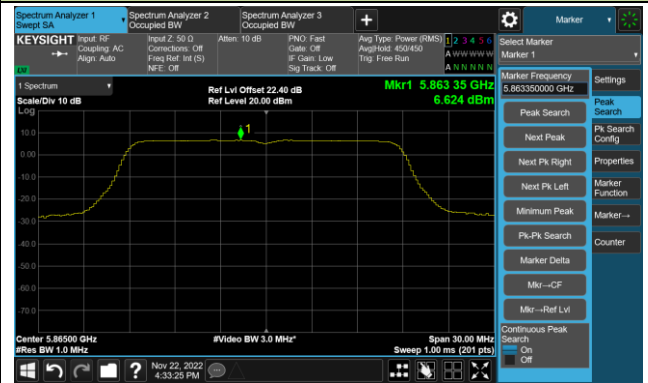 Spectrum Analyzer 1
Swept SA
Spectrum Analyzer 2
Occupied BW
Spectrum Analyzer 3
Occupied BW
Marker
KEYSIGHT
Input: RF
Coupling: AC
Align: Auto
Input Z: 50 Ω
Corrections: Off
Freq Ref: Int (S)
NFE: Off
Atten: 10 dB
PNO: Fast
Gate: Off
IF Gain: Low
Sig Track: Off
Avg Type: Power (RMS)
Avg|Hold: 450/450
Trig: Free Run
1 2 3 4 5 6
A W W W W W
A N N N N N
Select Marker
Marker 1
1 Spectrum
Scale/Div 10 dB
Log
Ref Lvl Offset 22.40 dB
Ref Level 20.00 dBm
Mkr1 5.863 35 GHz
6.624 dBm
1
10.0
0.00
-10.0
-20.0
-30.0
-40.0
-50.0
-60.0
-70.0
Center 5.86500 GHz
#Res BW 1.0 MHz
#Video BW 3.0 MHz*
Span 30.00 MHz
Sweep 1.00 ms (201 pts)
Marker Frequency
5.863350000 GHz
Peak Search
Next Peak
Next Pk Right
Next Pk Left
Minimum Peak
Pk-Pk Search
Marker Delta
Mkr→CF
Mkr→Ref Lvl
Continuous Peak
Search
On
Off
Settings
Peak
Search
Pk Search
Config
Properties
Marker
Function
Marker→
Counter
Nov 22, 2022
4:33:25 PM